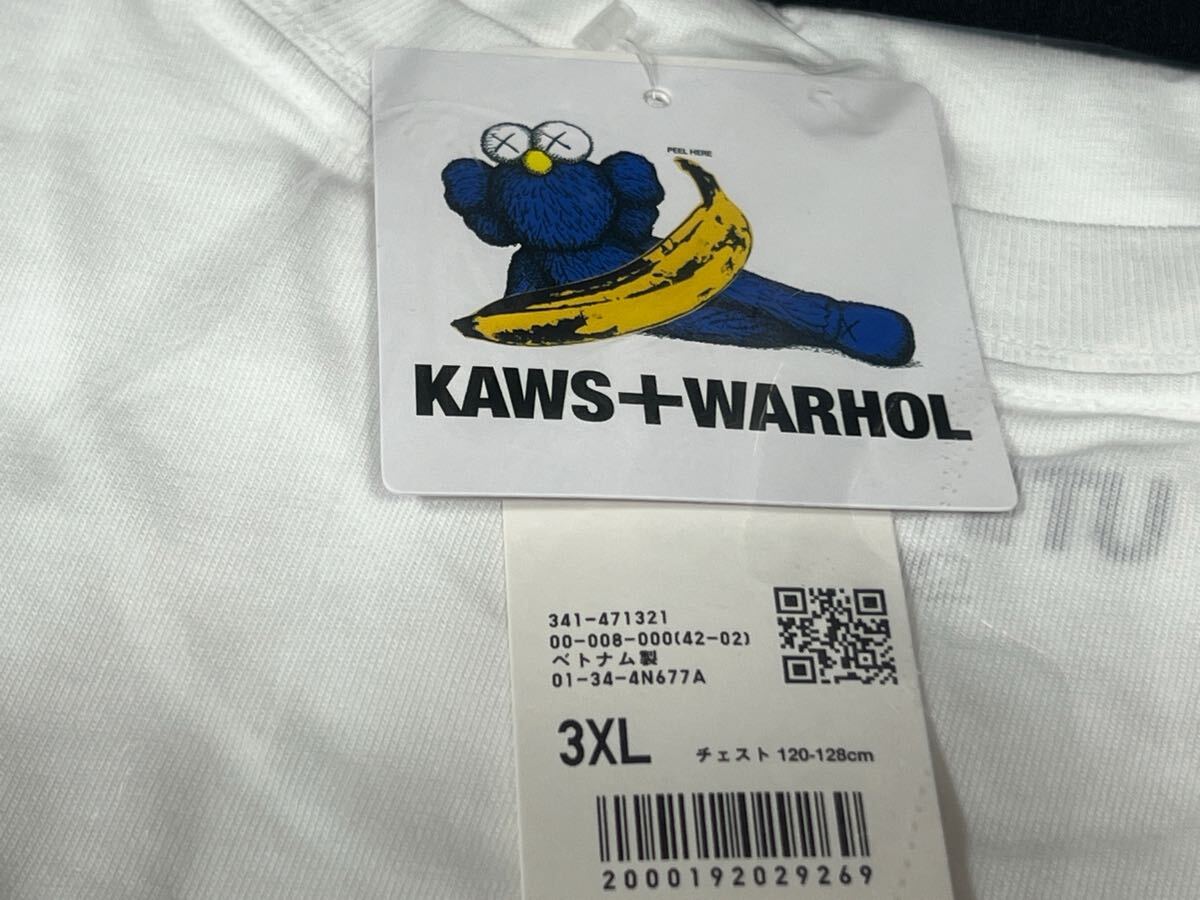 PEEL HERE
KAWS+WARHOL
341-471321
00-008-000(42-02)
ベトナム製
01-34-4N677A
3XL チェスト 120-128cm
2000192029269